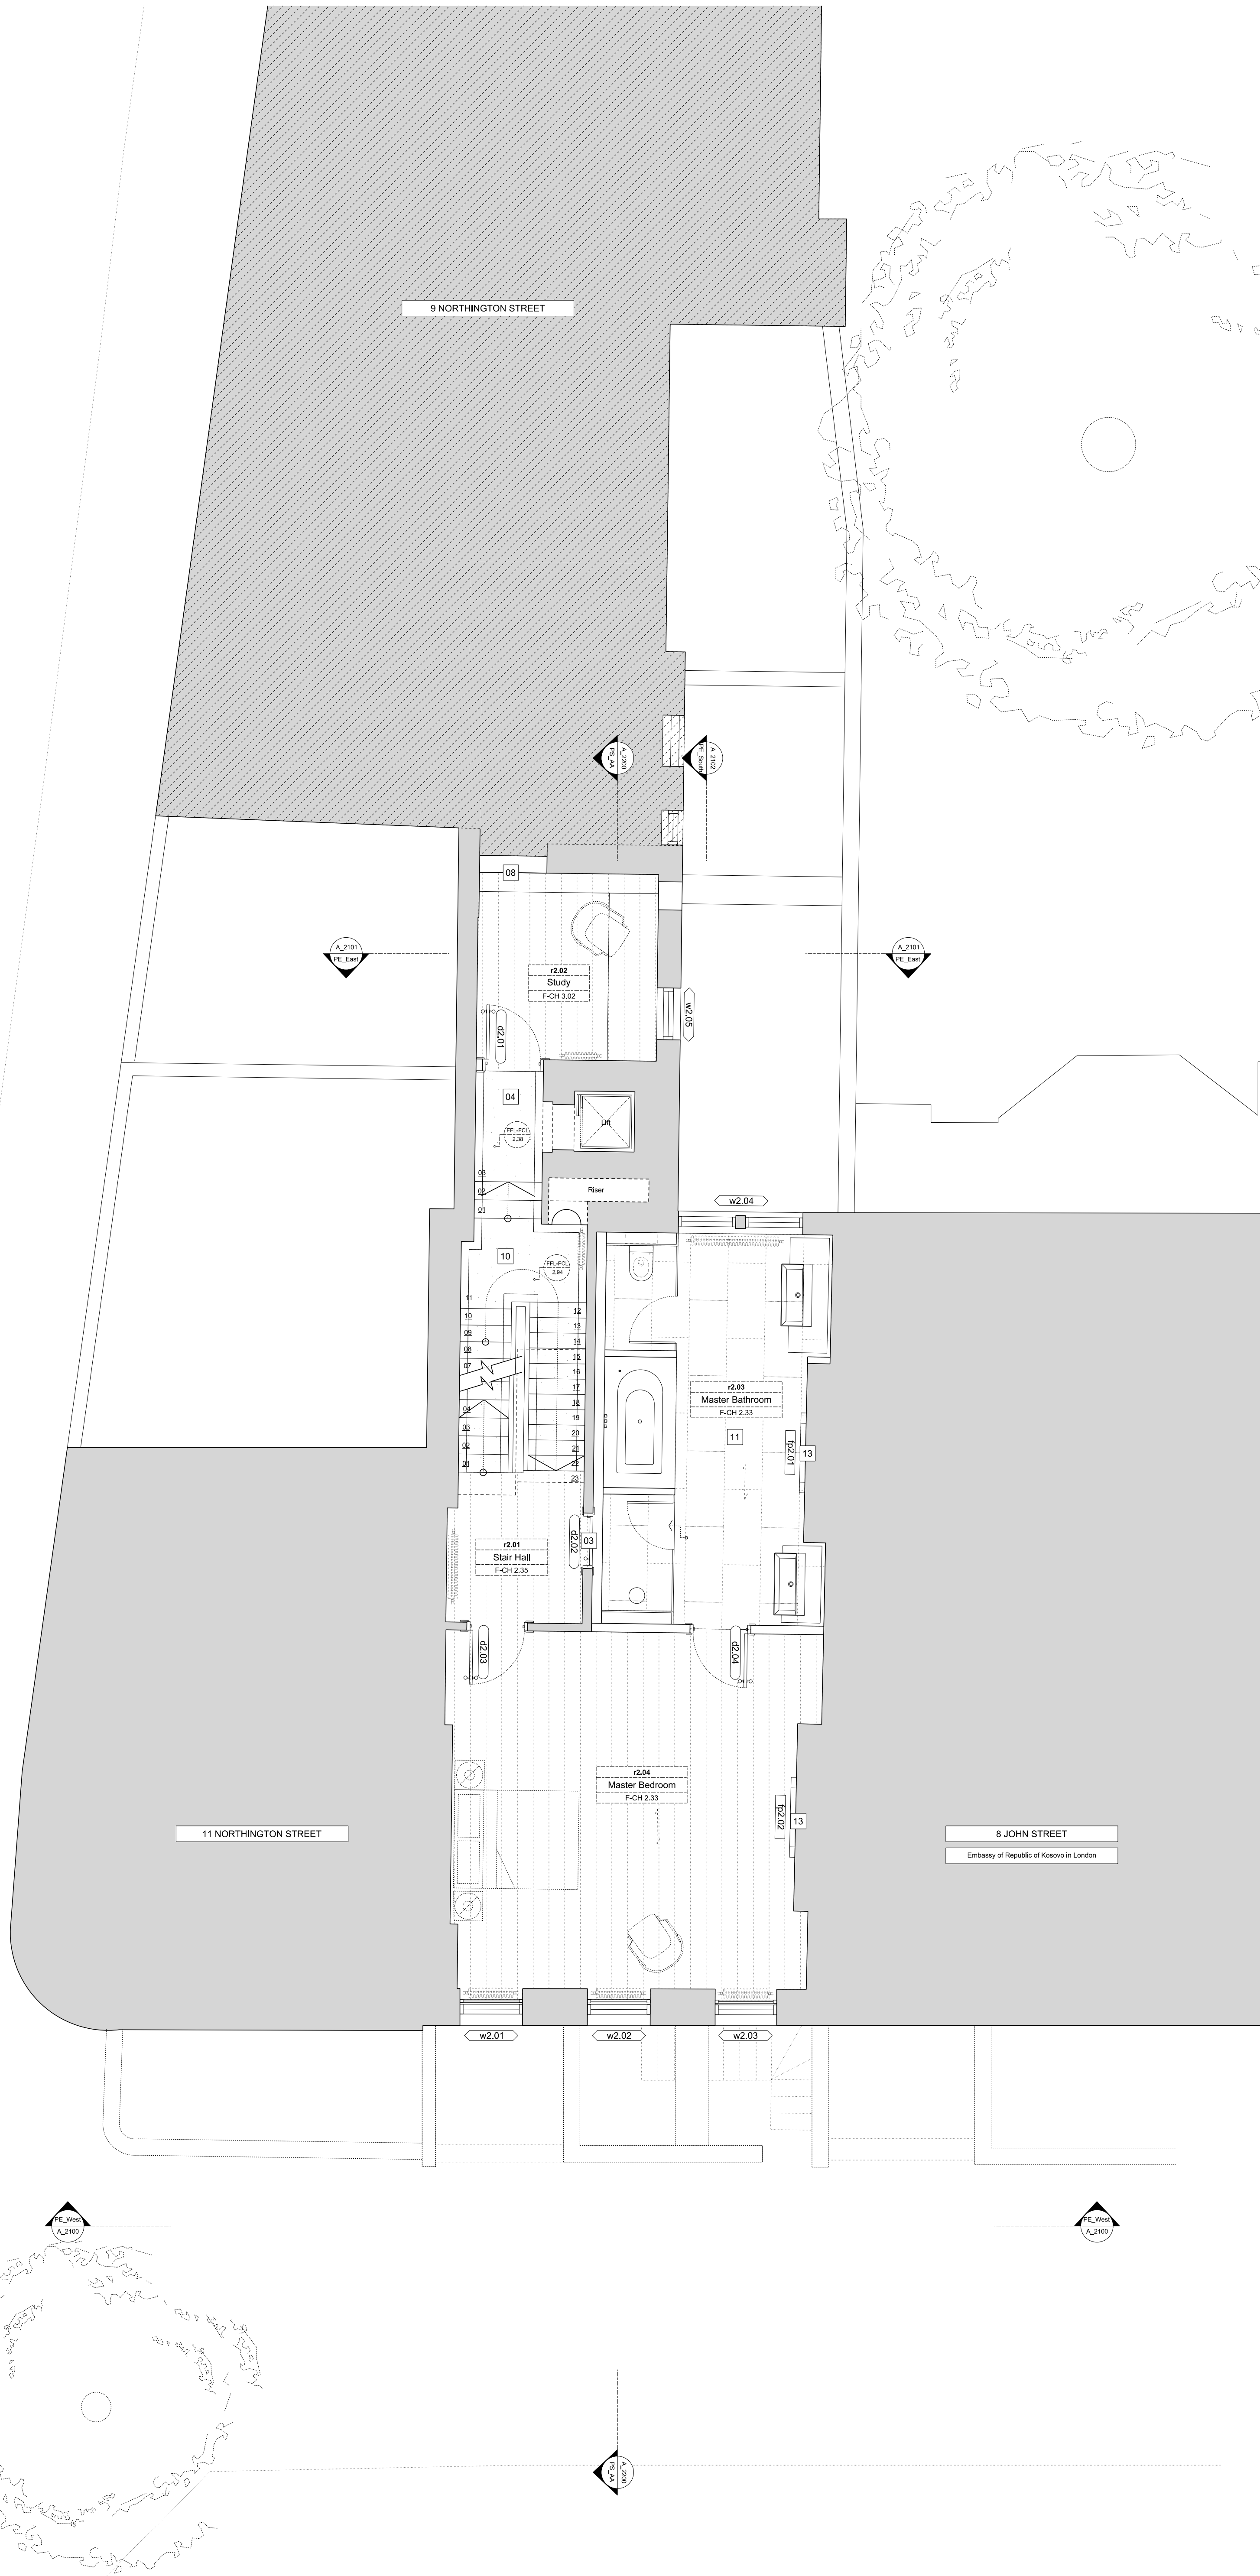 9 NORTHINGTON STREET
A_2200
PS_AA
A_2102
PE_South
08
A_2101
PE_East
A_2101
PE_East
r2.02
Study
F-CH 3.02
w2.05
d2.01
04
Lift
FFL-FCL
2,38
03
02
01
Riser
w2.04
10
FFL-FCL
2,94
11
10
09
08
07
04
03
02
01
12
13
14
15
16
17
18
19
20
21
22
23
r2.03
Master Bathroom
F-CH 2.33
11
fp2.01
13
d2.02
03
r2.01
Stair Hall
F-CH 2.35
d2.03
d2.04
r2.04
Master Bedroom
F-CH 2.33
fp2.02
13
11 NORTHINGTON STREET
8 JOHN STREET
Embassy of Republic of Kosovo in London
w2.01
w2.02
w2.03
PE_West
A_2100
PE_West
A_2100
A_2200
PS_AA